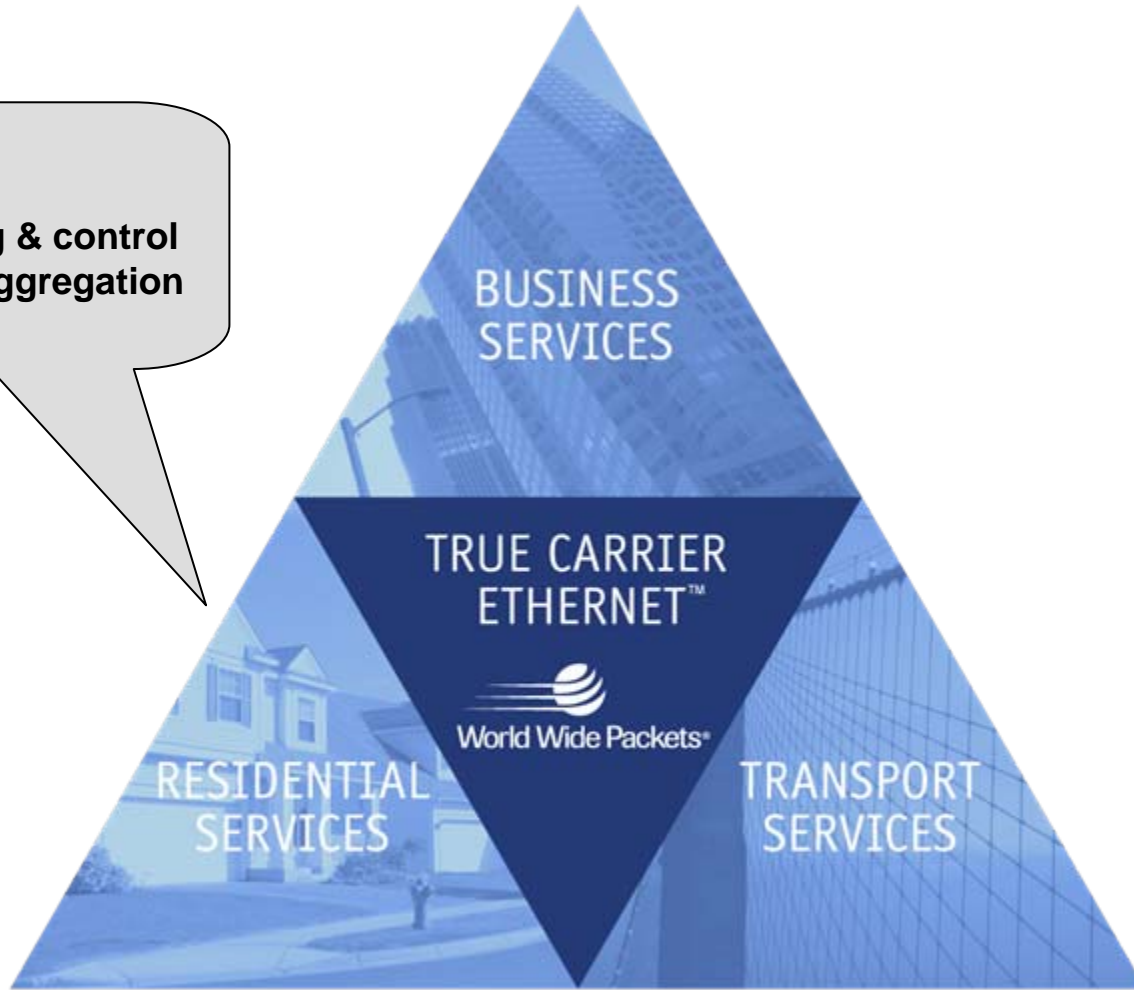 & control
ggregation
BUSINESS
SERVICES
TRUE CARRIER
ETHERNET™
World Wide Packets®
RESIDENTIAL
SERVICES
TRANSPORT
SERVICES